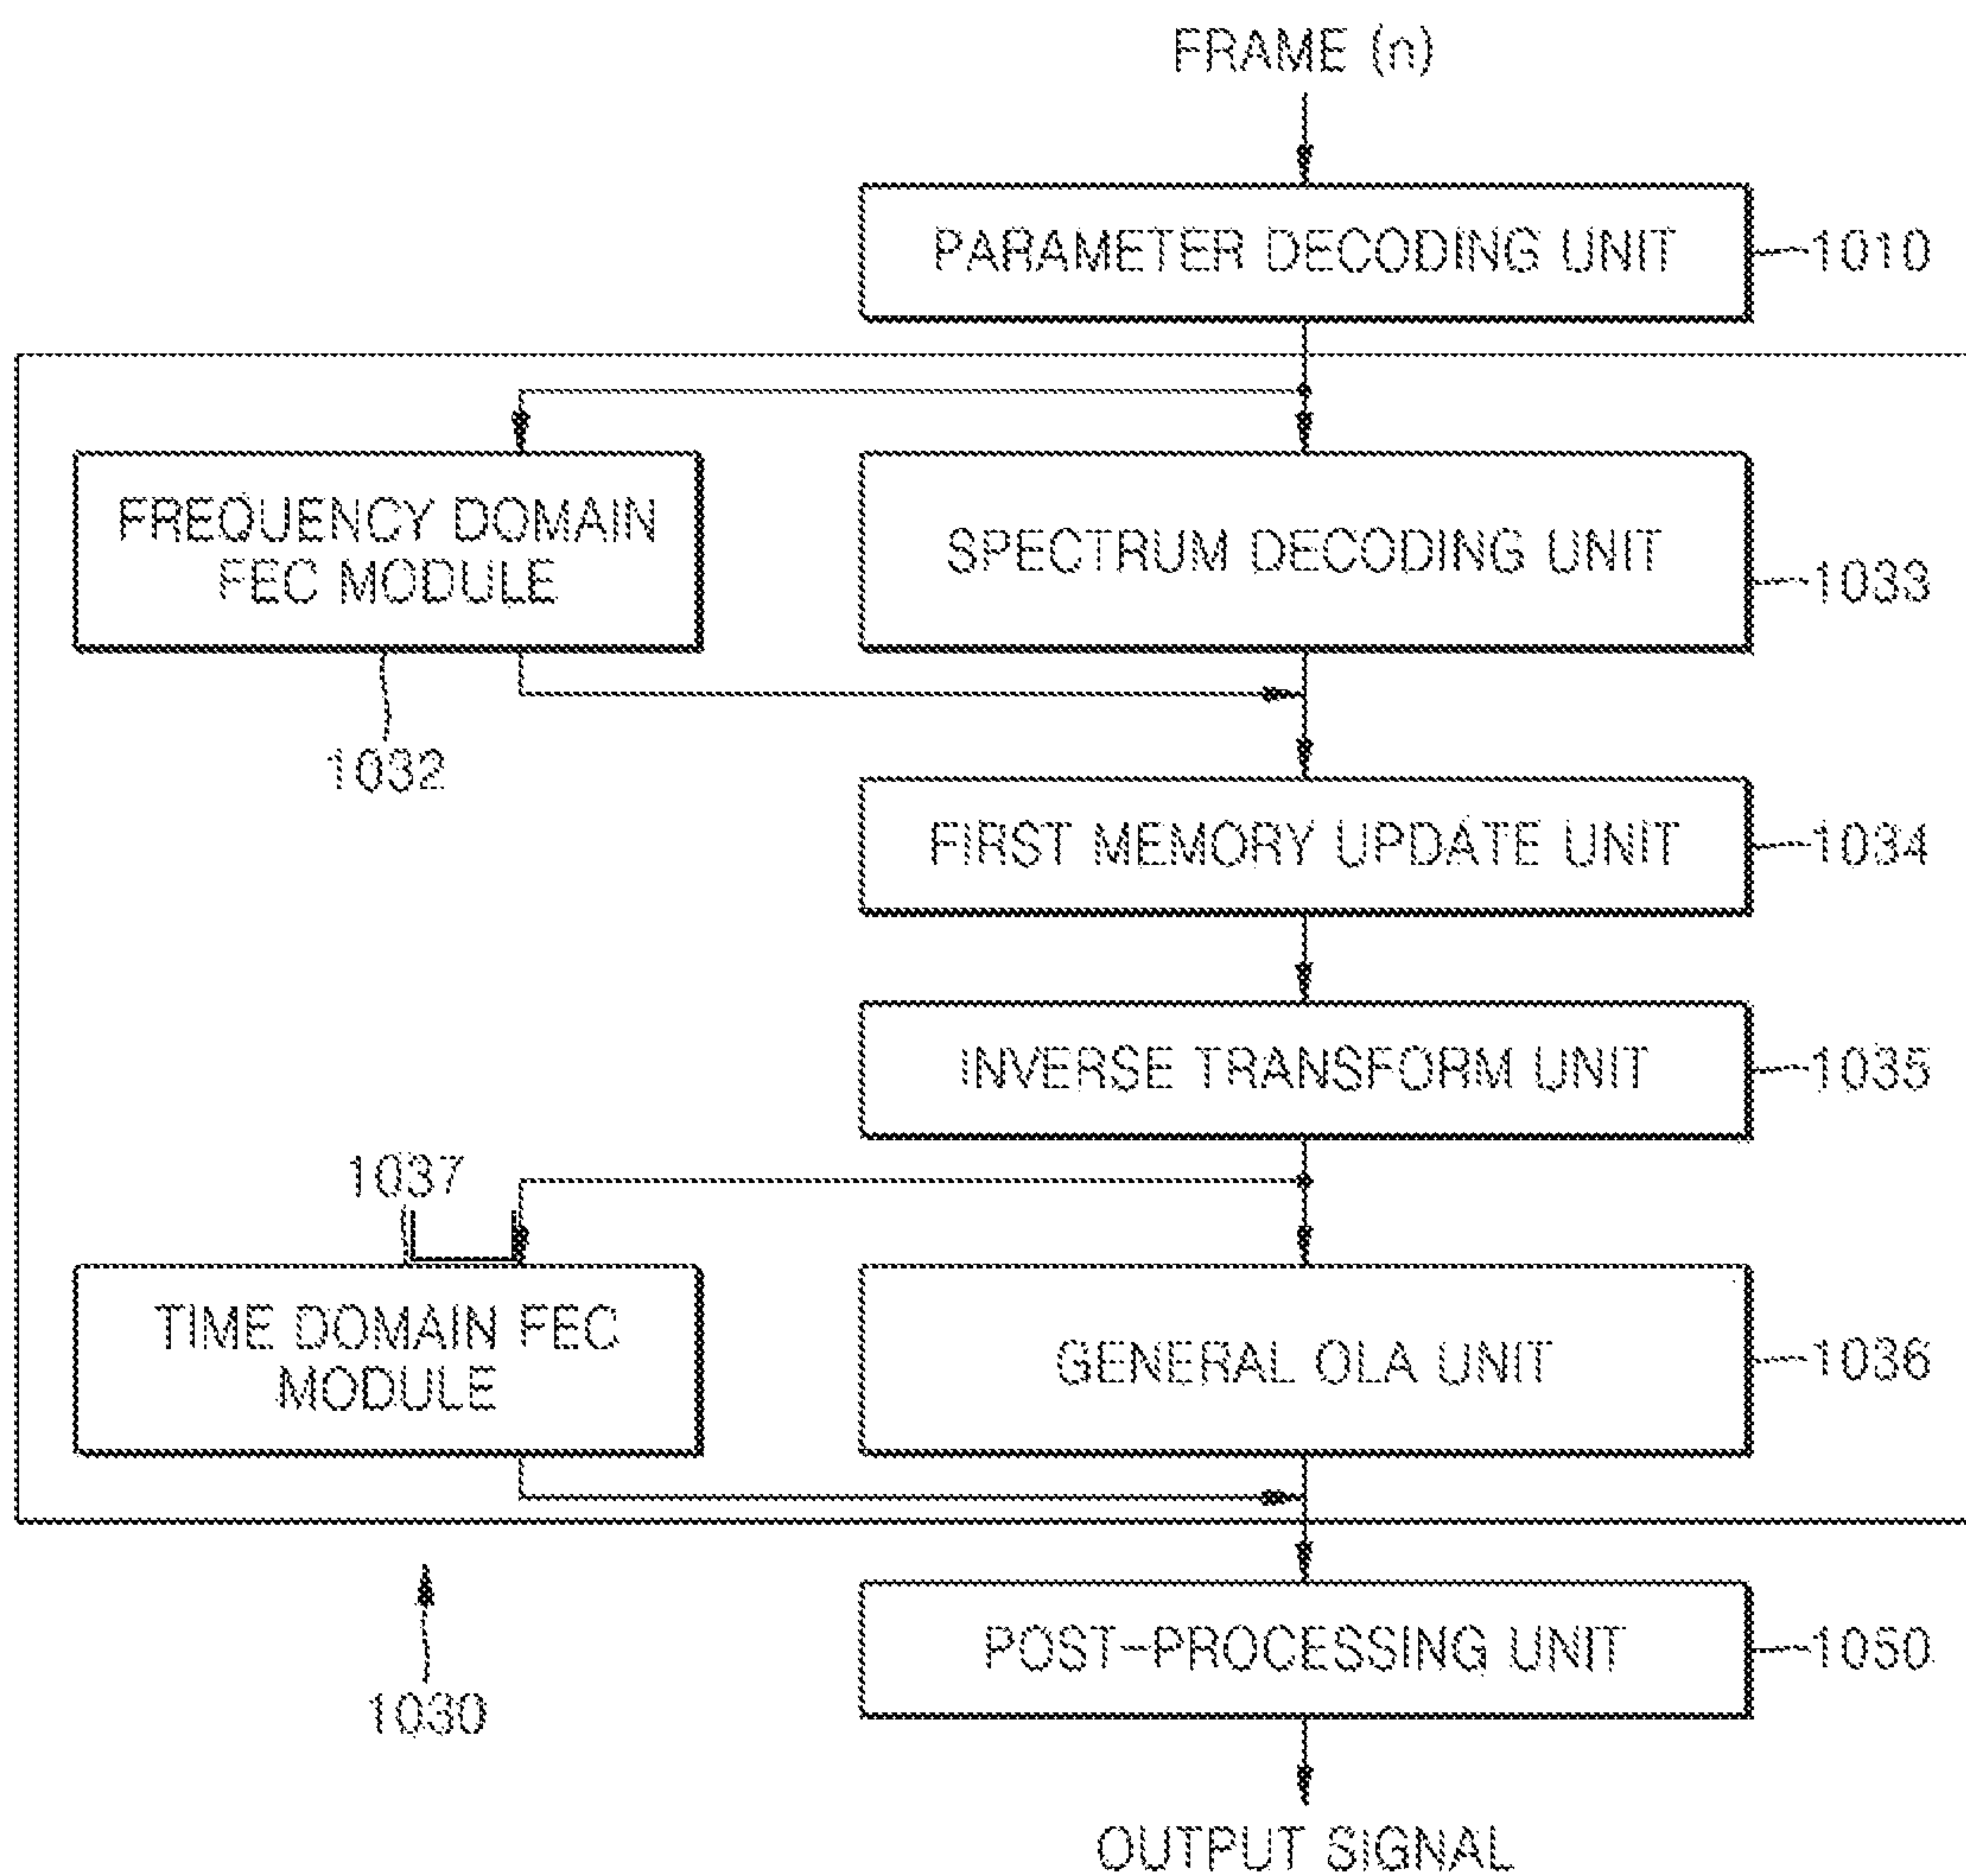 FRAME (n)
PARAMETER DECODING UNIT
1010
FREQUENCY DOMAIN
FEC MODULE
SPECTRUM DECODING UNIT
1033
1032
FIRST MEMORY UPDATE UNIT
1034
INVERSE TRANSFORM UNIT
1035
1037
TIME DOMAIN FEC
MODULE
GENERAL OLA UNIT
1036
POST-PROCESSING UNIT
1050
1030
OUTPUT SIGNAL